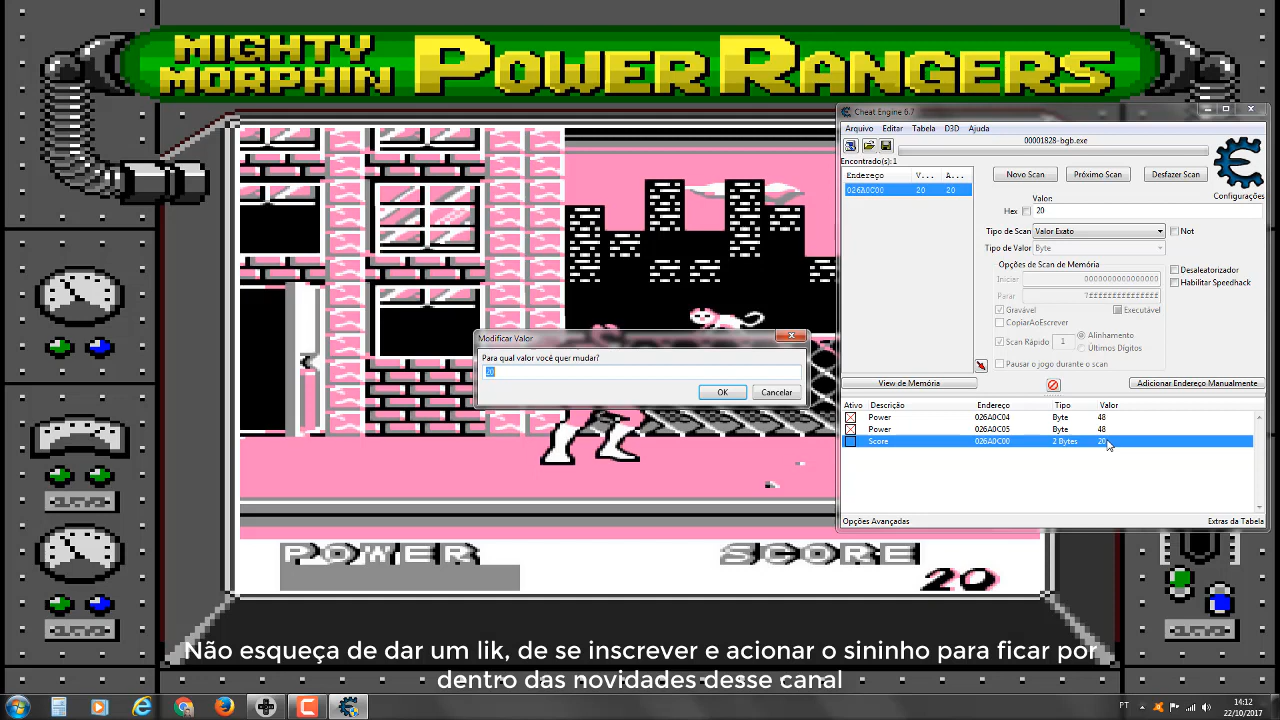 MIGHTY
MORPHIN
POWER RANGERS
Cheat Engine 6.7
Arquivo Editar Tabela D3D Ajuda
00001828-bgb.exe
Encontrado(s): 1
Endereço V... A...
026A0C00 20 20
Novo Scan Próximo Scan Desfazer Scan
Configurações
Valor:
Hex 20
Tipo de Scan Valor Exato Not
Tipo de Valor Byte
Opções de Scan de Memória
Iniciar 0000000000000000
Parar 7fffffffffffffff
Desaleatorizador
Habilitar Speedhack
Gravável Executável
CopiarAoEscrever
Scan Rápido 1 Alinhamento
Últimos Dígitos
Pausar o jogo durante o scan
View de Memória Adicionar Endereço Manualmente
Ativo Descrição Endereço Tipo Valor
Power 026A0C04 Byte 48
Power 026A0C05 Byte 48
Score 026A0C00 2 Bytes 20
Opções Avançadas Extras da Tabela
Modificar Valor
Para qual valor você quer mudar?
20
OK Cancelar
POWER SCORE
20
Não esqueça de dar um lik, de se inscrever e acionar o sininho para ficar por
dentro das novidades desse canal
PT 14:12
22/10/2017